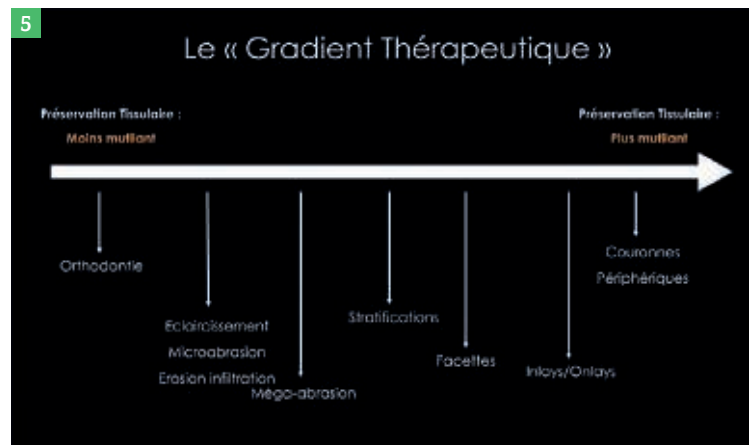 5
Le « Gradient Thérapeutique »
Préservation Tissulaire :
Moins mutilant
Préservation Tissulaire :
Plus mutilant
Orthodontie
Eclaircissement
Microabrasion
Erosion infiltration
Méga-abrasion
Stratifications
Facettes
Inlays/Onlays
Couronnes
Périphériques